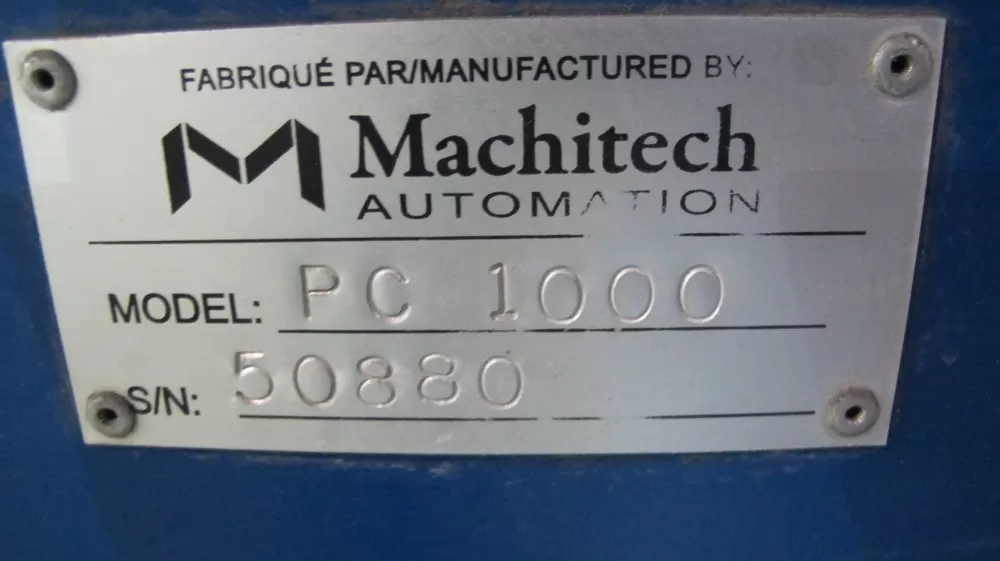 FABRIQUÉ PAR/MANUFACTURED BY:
Machitech
AUTOMATION
MODEL: PC 1000
S/N: 50880